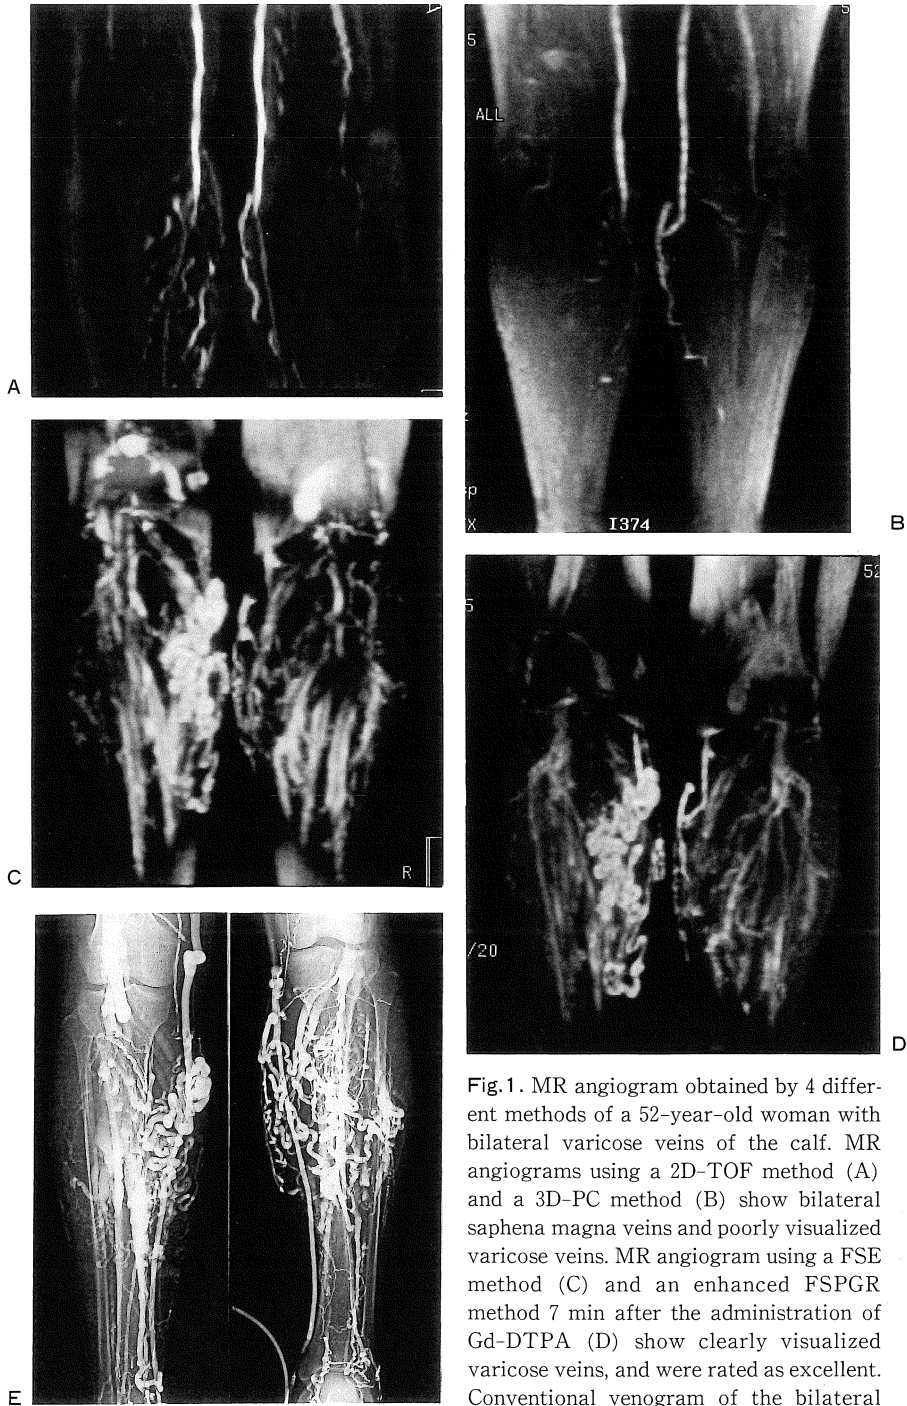 A
5
5
ALL
sp
X
I374
B
C
R
52
5
/20
D
E
Fig.1. MR angiogram obtained by 4 differ-
ent methods of a 52-year-old woman with
bilateral varicose veins of the calf. MR
angiograms using a 2D-TOF method (A)
and a 3D-PC method (B) show bilateral
saphena magna veins and poorly visualized
varicose veins. MR angiogram using a FSE
method (C) and an enhanced FSPGR
method 7 min after the administration of
Gd-DTPA (D) show clearly visualized
varicose veins, and were rated as excellent.
Conventional venogram of the bilateral